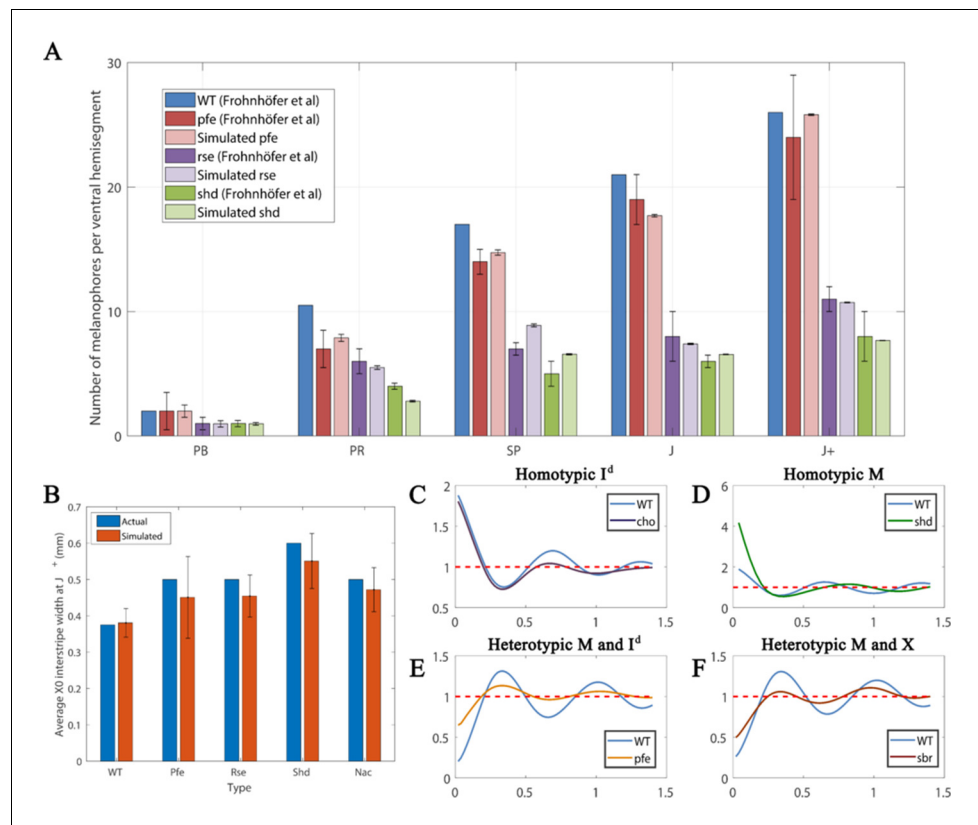 A
30
20
10
0
Number of melanophores per ventral hemisegment
WT (Frohnhöfer et al)
pfe (Frohnhöfer et al)
Simulated pfe
rse (Frohnhöfer et al)
Simulated rse
shd (Frohnhöfer et al)
Simulated shd
PB PR SP J J+
B
Average X0 interstripe width at J + (mm)
0.7
0.6
0.5
0.4
0.3
0.2
0.1
0
Actual
Simulated
WT Pfe Rse Shd Nac
Type
C
Homotypic Iᵈ
2
1.5
1
0.5
WT
cho
0 0.5 1 1.5
D
Homotypic M
6
4
2
0
WT
shd
0 0.5 1 1.5
E
Heterotypic M and Iᵈ
1.5
1
0.5
0
WT
pfe
0 0.5 1 1.5
F
Heterotypic M and X
1.5
1
0.5
0
WT
sbr
0 0.5 1 1.5